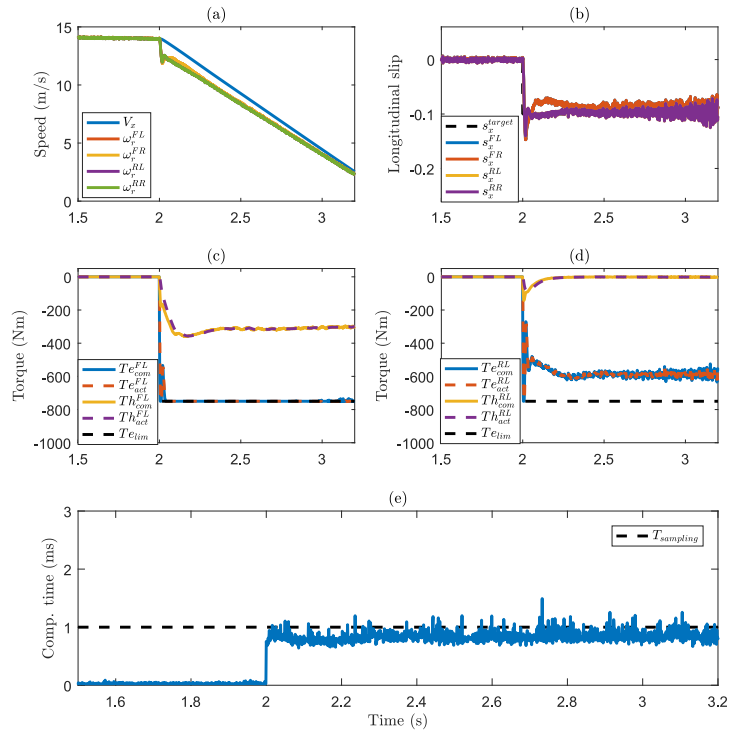 (a)
15
10
5
0
Speed (m/s)
1.5
2
2.5
3
V_x
ω_r^{FL}
ω_r^{FR}
ω_r^{RL}
ω_r^{RR}
(b)
0
-0.1
-0.2
Longitudinal slip
1.5
2
2.5
3
s_x^{target}
s_x^{FL}
s_x^{FR}
s_x^{RL}
s_x^{RR}
(c)
0
-200
-400
-600
-800
-1000
Torque (Nm)
1.5
2
2.5
3
Te_{com}^{FL}
Te_{act}^{FL}
Th_{com}^{FL}
Th_{act}^{FL}
Te_{lim}
(d)
0
-200
-400
-600
-800
-1000
Torque (Nm)
1.5
2
2.5
3
Te_{com}^{RL}
Te_{act}^{RL}
Th_{com}^{RL}
Th_{act}^{RL}
Te_{lim}
(e)
3
2
1
0
Comp. time (ms)
T_{sampling}
1.6
1.8
2
2.2
2.4
2.6
2.8
3
3.2
Time (s)